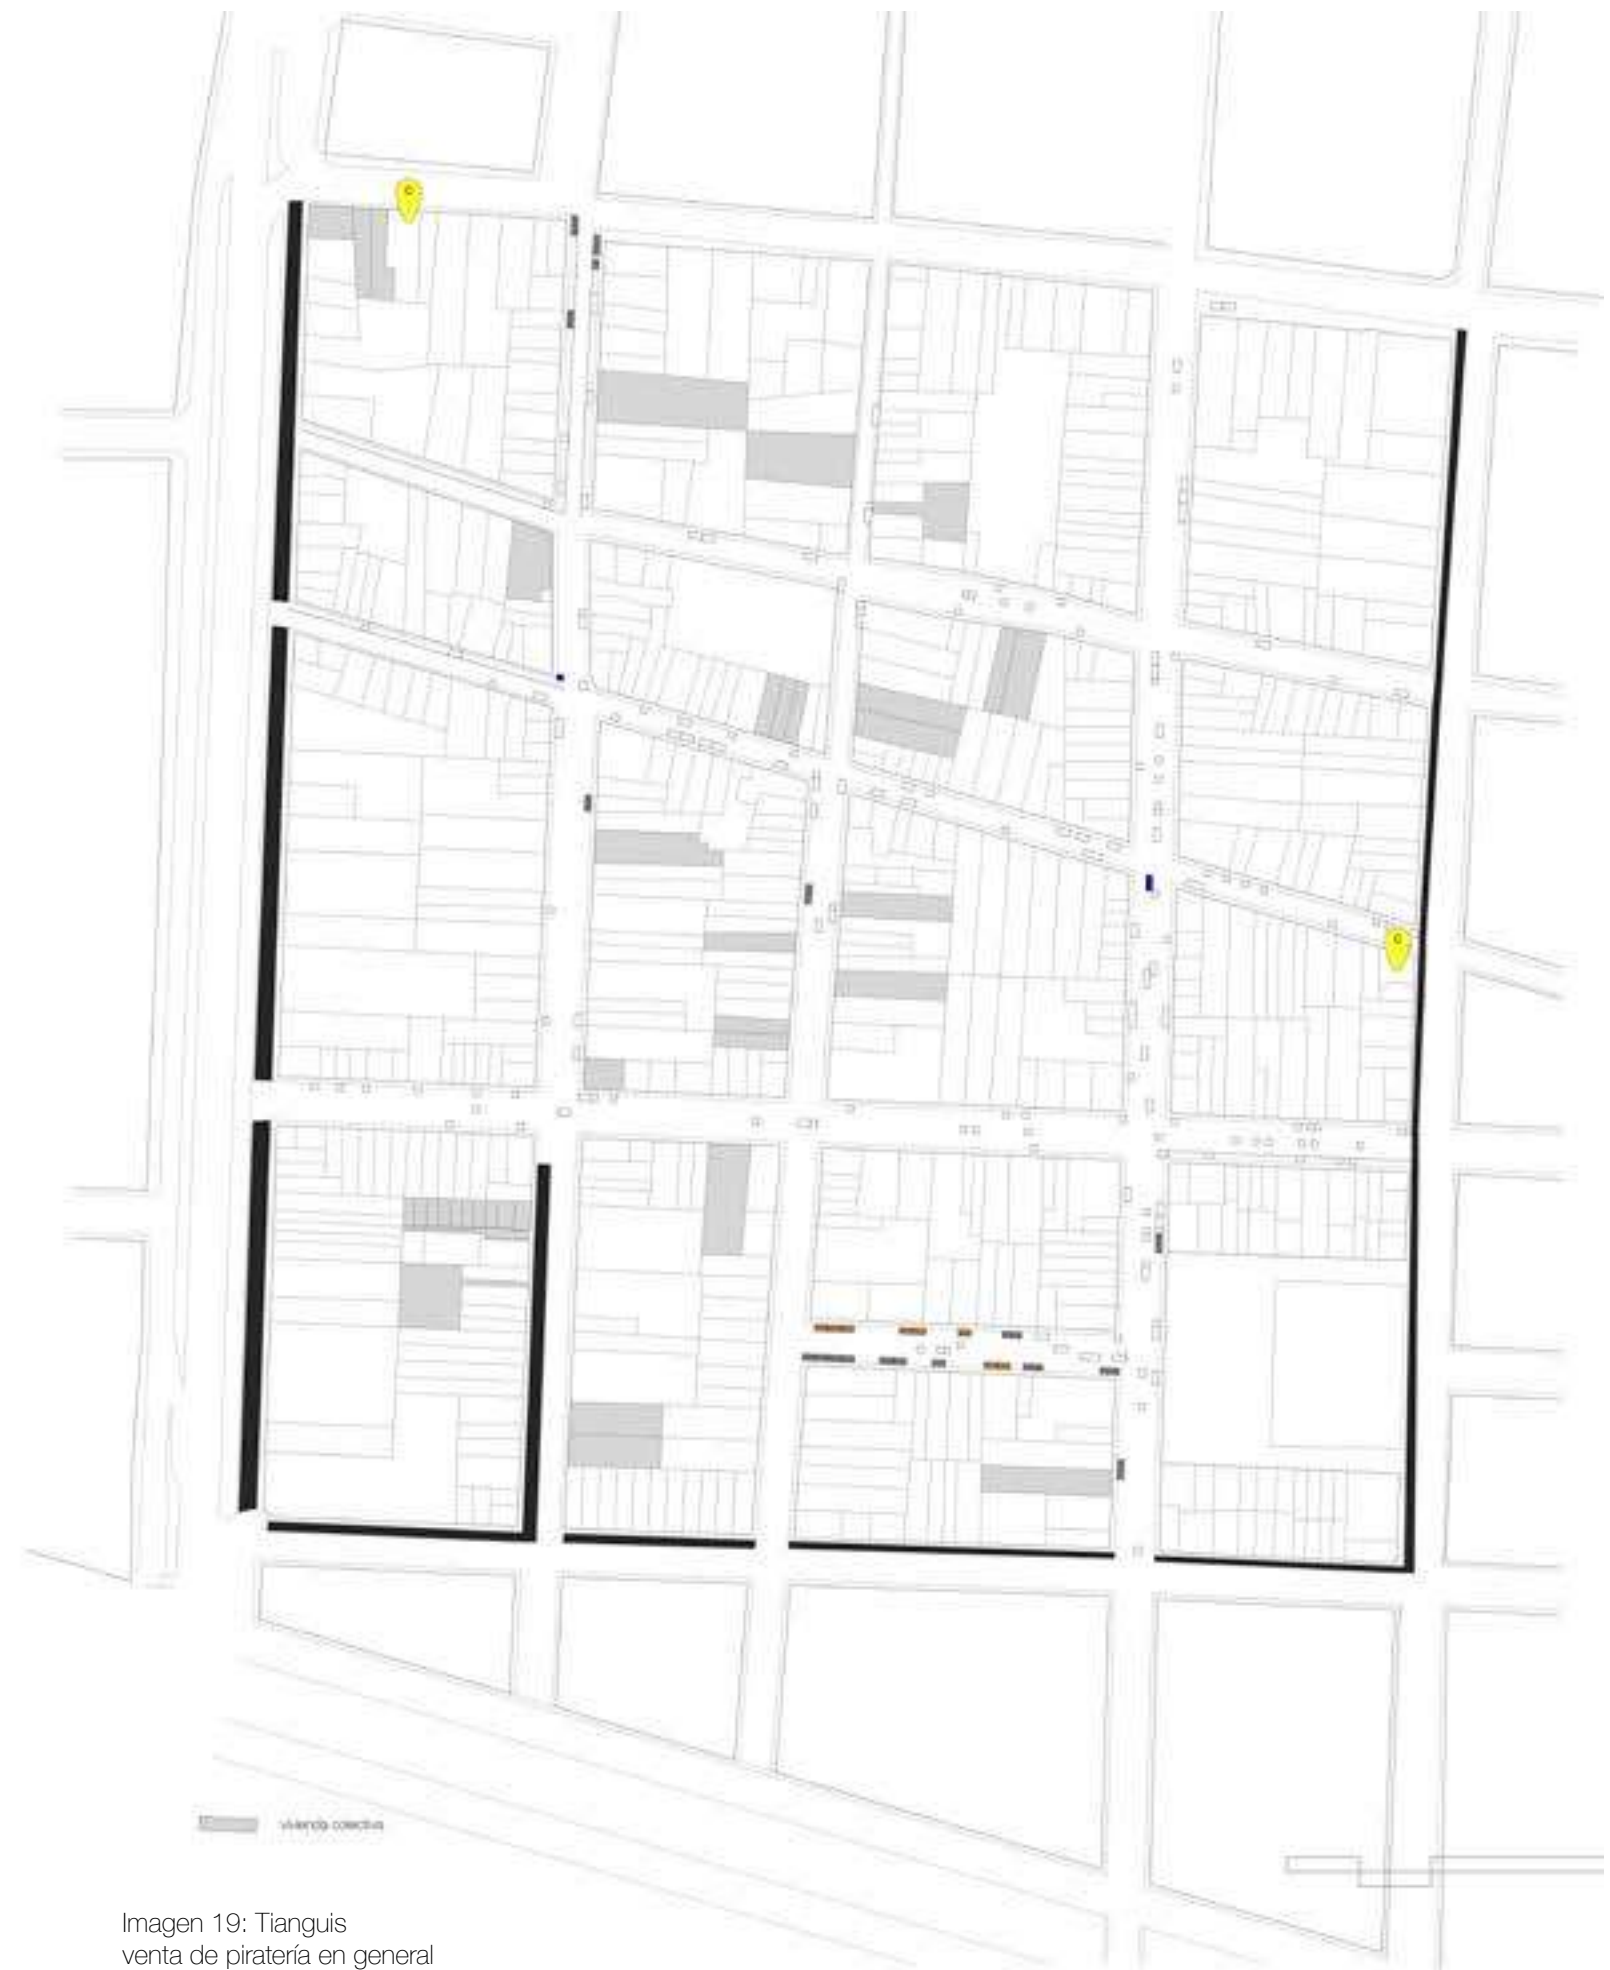 vivienda colectiva
Imagen 19: Tianguis
venta de piratería en general